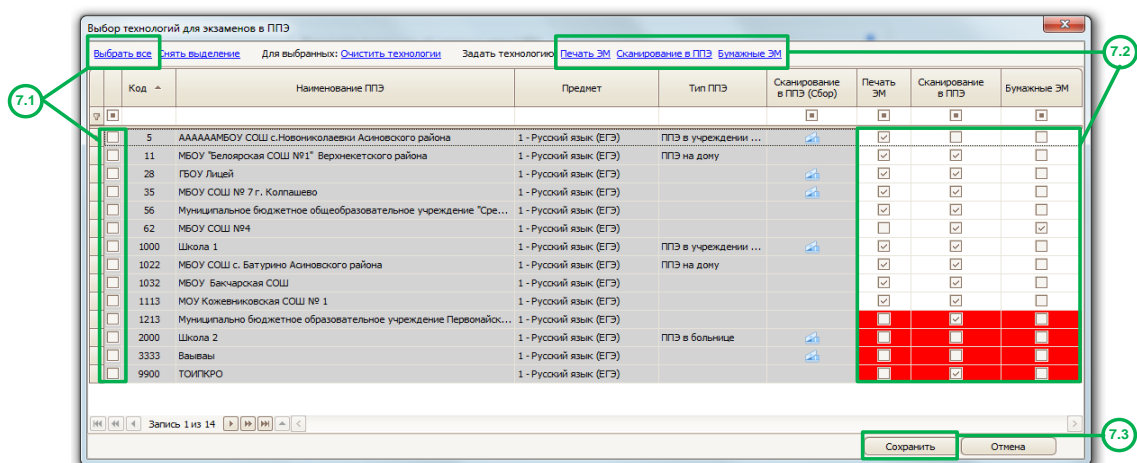 Выбор технологий для экзаменов в ППЭ
Выбрать все Снять выделение Для выбранных: Очистить технологии Задать технологию: Печать ЭМ Сканирование в ППЭ Бумажные ЭМ
7.2
7.1
Код Наименование ППЭ Предмет Тип ППЭ Сканирование в ППЭ (Сбор) Печать ЭМ Сканирование в ППЭ Бумажные ЭМ
5 ААААААМБОУ СОШ с.Новониколаевки Асиновского района 1 - Русский язык (ЕГЭ) ППЭ в учреждении ...
11 МБОУ "Белоярская СОШ №1" Верхнекетского района 1 - Русский язык (ЕГЭ) ППЭ на дому
28 ГБОУ Лицей 1 - Русский язык (ЕГЭ)
35 МБОУ СОШ № 7 г. Колпашево 1 - Русский язык (ЕГЭ)
56 Муниципальное бюджетное общеобразовательное учреждение "Сре... 1 - Русский язык (ЕГЭ)
62 МБОУ СОШ №4 1 - Русский язык (ЕГЭ)
1000 Школа 1 1 - Русский язык (ЕГЭ) ППЭ в учреждении ...
1022 МБОУ СОШ с. Батурино Асиновского района 1 - Русский язык (ЕГЭ) ППЭ на дому
1032 МБОУ Бакчарская СОШ 1 - Русский язык (ЕГЭ)
1113 МОУ Кожевниковская СОШ № 1 1 - Русский язык (ЕГЭ)
1213 Муниципально бюджетное образовательное учреждение Первомайск... 1 - Русский язык (ЕГЭ)
2000 Школа 2 1 - Русский язык (ЕГЭ) ППЭ в больнице
3333 Ваываы 1 - Русский язык (ЕГЭ)
9900 ТОИПКРО 1 - Русский язык (ЕГЭ)
Запись 1 из 14
Сохранить Отмена
7.3